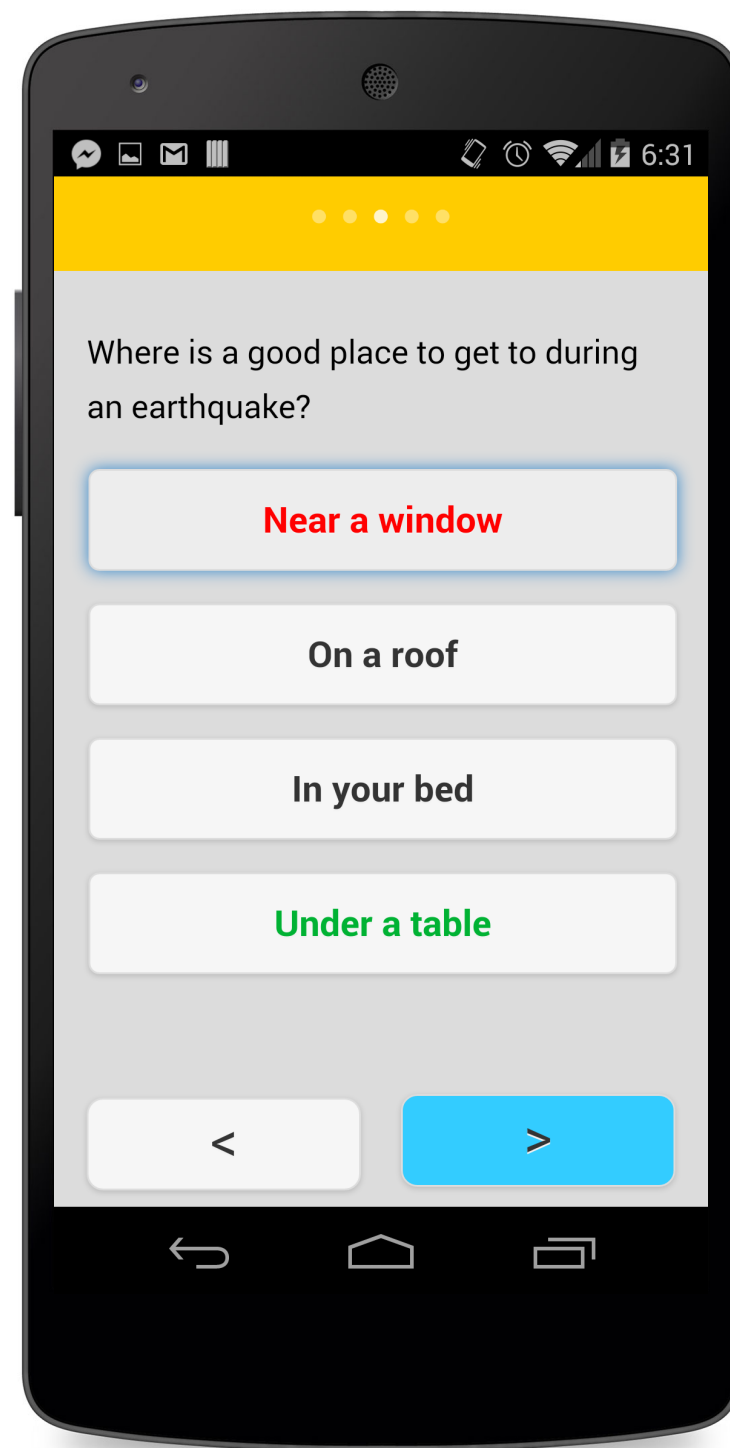 6:31
Where is a good place to get to during
an earthquake?
Near a window
On a roof
In your bed
Under a table
< >